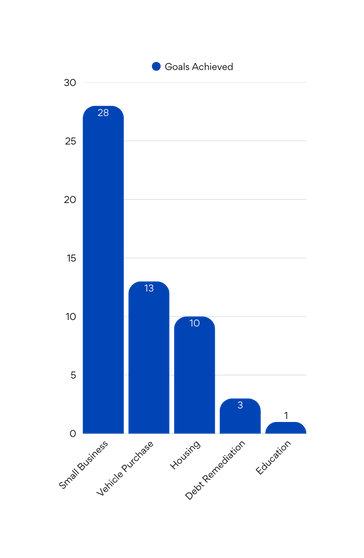 Goals Achieved
30
25
20
15
10
5
0
28
13
10
3
1
Small Business
Vehicle Purchase
Housing
Debt Remediation
Education